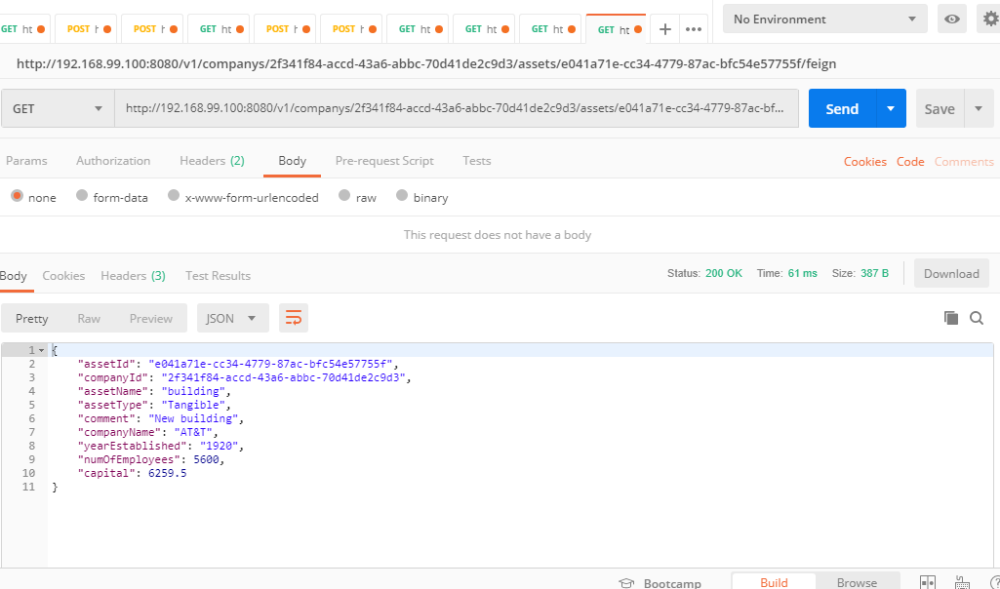 GET ht POST POST GET ht POST POST GET ht GET ht GET ht GET ht + ••• No Environment
http://192.168.99.100:8080/v1/companys/2f341f84-accd-43a6-abbc-70d41de2c9d3/assets/e041a71e-cc34-4779-87ac-bfc54e57755f/feign
GET http://192.168.99.100:8080/v1/companys/2f341f84-accd-43a6-abbc-70d41de2c9d3/assets/e041a71e-cc34-4779-87ac-bf... Send Save
Params Authorization Headers (2) Body Pre-request Script Tests Cookies Code Comments
none form-data x-www-form-urlencoded raw binary
This request does not have a body
Body Cookies Headers (3) Test Results Status: 200 OK Time: 61 ms Size: 387 B Download
Pretty Raw Preview JSON
1 {
2 "assetId": "e041a71e-cc34-4779-87ac-bfc54e57755f",
3 "companyId": "2f341f84-accd-43a6-abbc-70d41de2c9d3",
4 "assetName": "building",
5 "assetType": "Tangible",
6 "comment": "New building",
7 "companyName": "AT&T",
8 "yearEstablished": "1920",
9 "numOfEmployees": 5600,
10 "capital": 6259.5
11 }
Bootcamp Build Browse